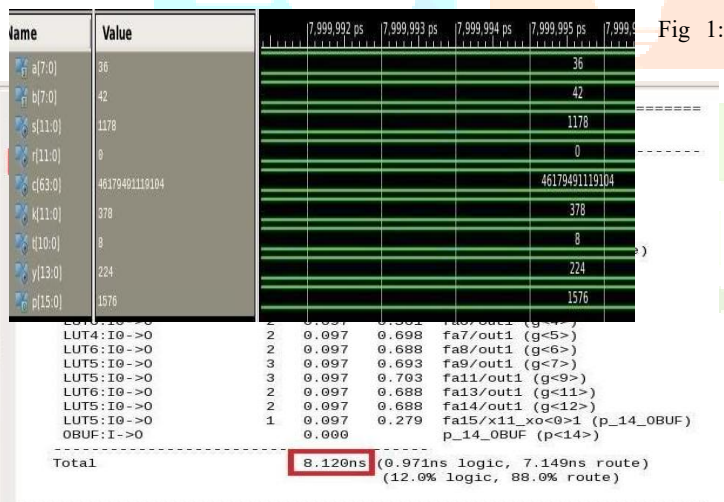 Name Value 7,999,992 ps 7,999,993 ps 7,999,994 ps 7,999,995 ps Fig 1:
a[7:0] 36 36
b[7:0] 42 42
s[11:0] 1178 1178
r[11:0] 0 0
c[63:0] 46179491119104 46179491119104
k[11:0] 378 378
t[10:0] 8 8
y[13:0] 224 224
p[15:0] 1576 1576
LUT4:I0->O 2 0.097 0.698 fa7/out1 (g<5>)
LUT6:I0->O 2 0.097 0.688 fa8/out1 (g<6>)
LUT5:I0->O 3 0.097 0.693 fa9/out1 (g<7>)
LUT5:I0->O 3 0.097 0.703 fa11/out1 (g<9>)
LUT6:I0->O 2 0.097 0.688 fa13/out1 (g<11>)
LUT6:I0->O 2 0.097 0.688 fa14/out1 (g<12>)
LUT5:I0->O 1 0.097 0.279 fa15/x11_xo<0>1 (p_14_OBUF)
OBUF:I->O 0.000 p_14_OBUF (p<14>)
Total 8.120ns (0.971ns logic, 7.149ns route)
(12.0% logic, 88.0% route)